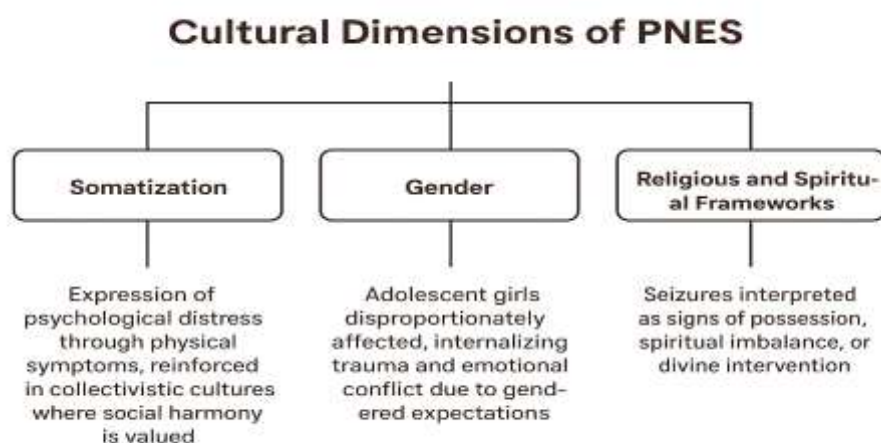 Cultural Dimensions of PNES
Somatization
Expression of
psychological distress
through physical
symptoms, reinforced
in collectivistic cultures
where social harmony
is valued
Gender
Adolescent girls
disproportionately
affected, internalizing
trauma and emotional
conflict due to gend-
ered expectations
Religious and Spiritu-
al Frameworks
Seizures interpreted
as signs of possession,
spiritual imbalance, or
divine intervention